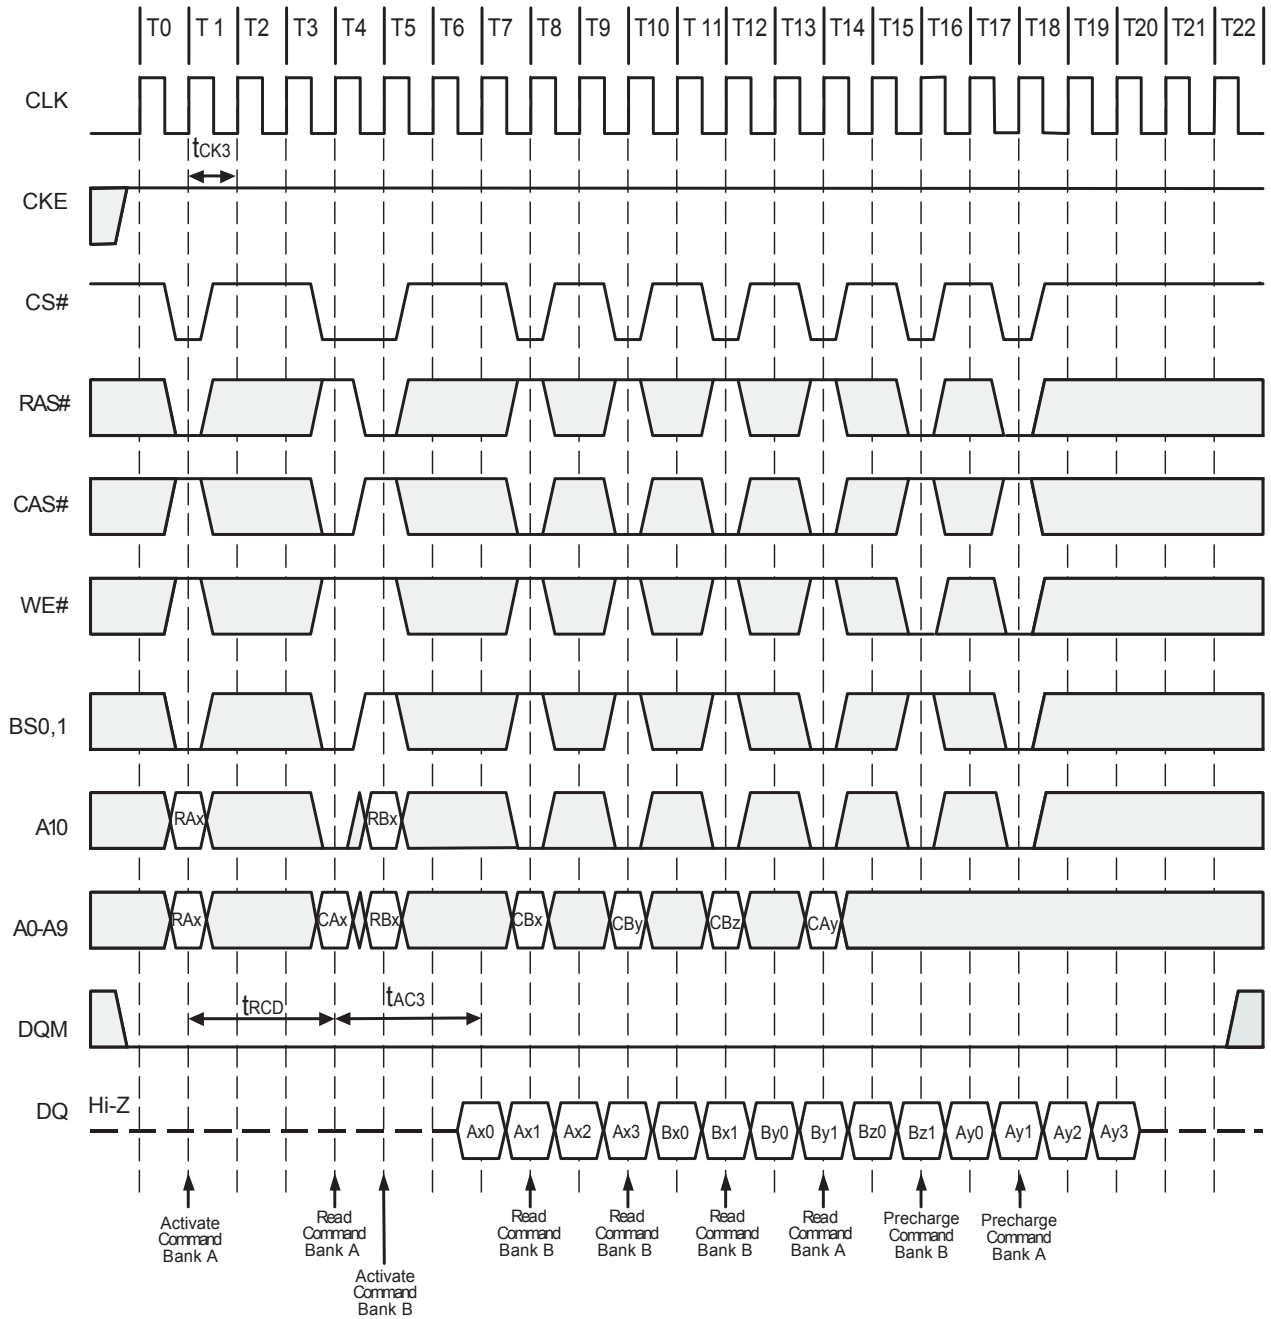 T0 T 1 T2 T3 T4 T5 T6 T7 T8 T9 T10 T 11 T12 T13 T14 T15 T16 T17 T18 T19 T20 T21 T22
CLK
tCK3
CKE
CS#
RAS#
CAS#
WE#
BS0,1
A10 RAx RBx
A0-A9 RAx CAx RBx CBx CBy CBz CAy
tRCD tAC3
DQM
DQ Hi-Z Ax0 Ax1 Ax2 Ax3 Bx0 Bx1 By0 By1 Bz0 Bz1 Ay0 Ay1 Ay2 Ay3
Activate
Command
Bank A
Read
Command
Bank A
Activate
Command
Bank B
Read
Command
Bank B
Read
Command
Bank B
Read
Command
Bank B
Read
Command
Bank A
Precharge
Command
Bank B
Precharge
Command
Bank A